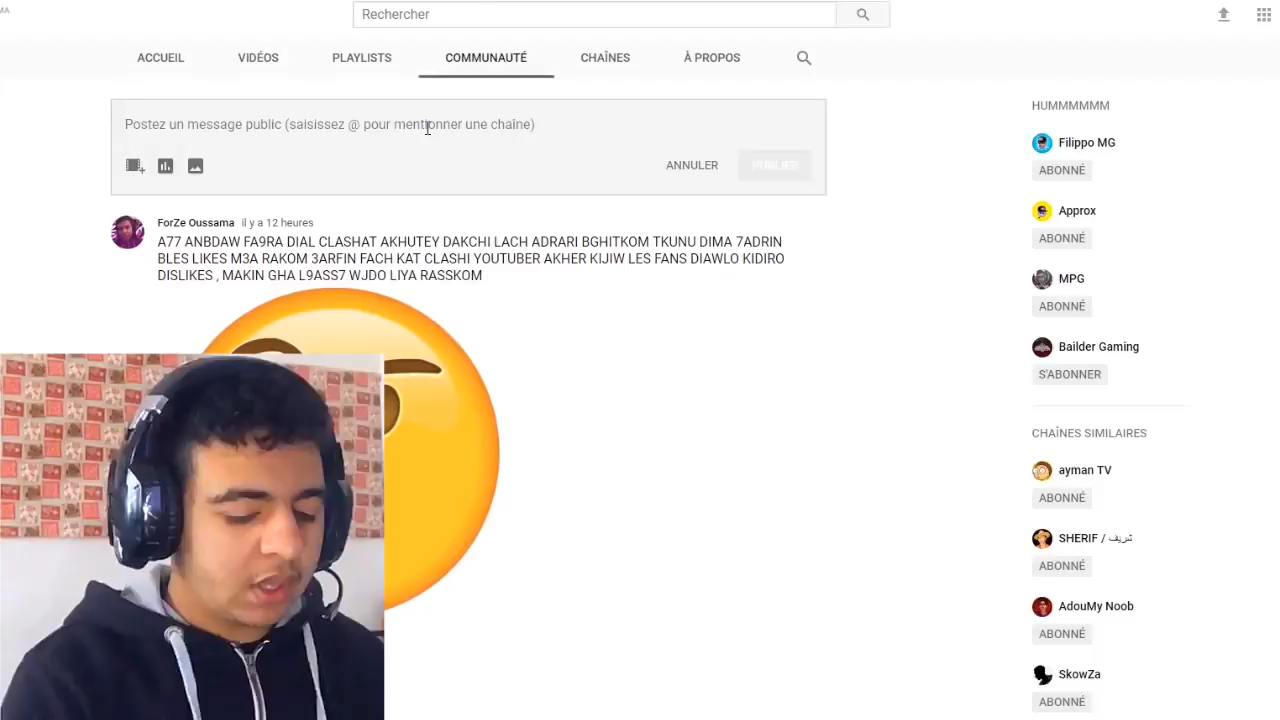 MA
Rechercher
ACCUEIL VIDÉOS PLAYLISTS COMMUNAUTÉ CHAÎNES À PROPOS
Postez un message public (saisissez @ pour mentionner une chaîne)
ANNULER PUBLIER
ForZe Oussama il y a 12 heures
A77 ANBDAW FA9RA DIAL CLASHAT AKHUTEY DAKCHI LACH ADRARI BGHITKOM TKUNU DIMA 7ADRIN
BLES LIKES M3A RAKOM 3ARFIN FACH KAT CLASHI YOUTUBER AKHER KIJIW LES FANS DIAWLO KIDIRO
DISLIKES , MAKIN GHA L9ASS7 WJDO LIYA RASSKOM
HUMMMMMM
Filippo MG
ABONNÉ
Approx
ABONNÉ
MPG
ABONNÉ
Bailder Gaming
S'ABONNER
CHAÎNES SIMILAIRES
ayman TV
ABONNÉ
SHERIF / شريف
ABONNÉ
AdouMy Noob
ABONNÉ
SkowZa
ABONNÉ